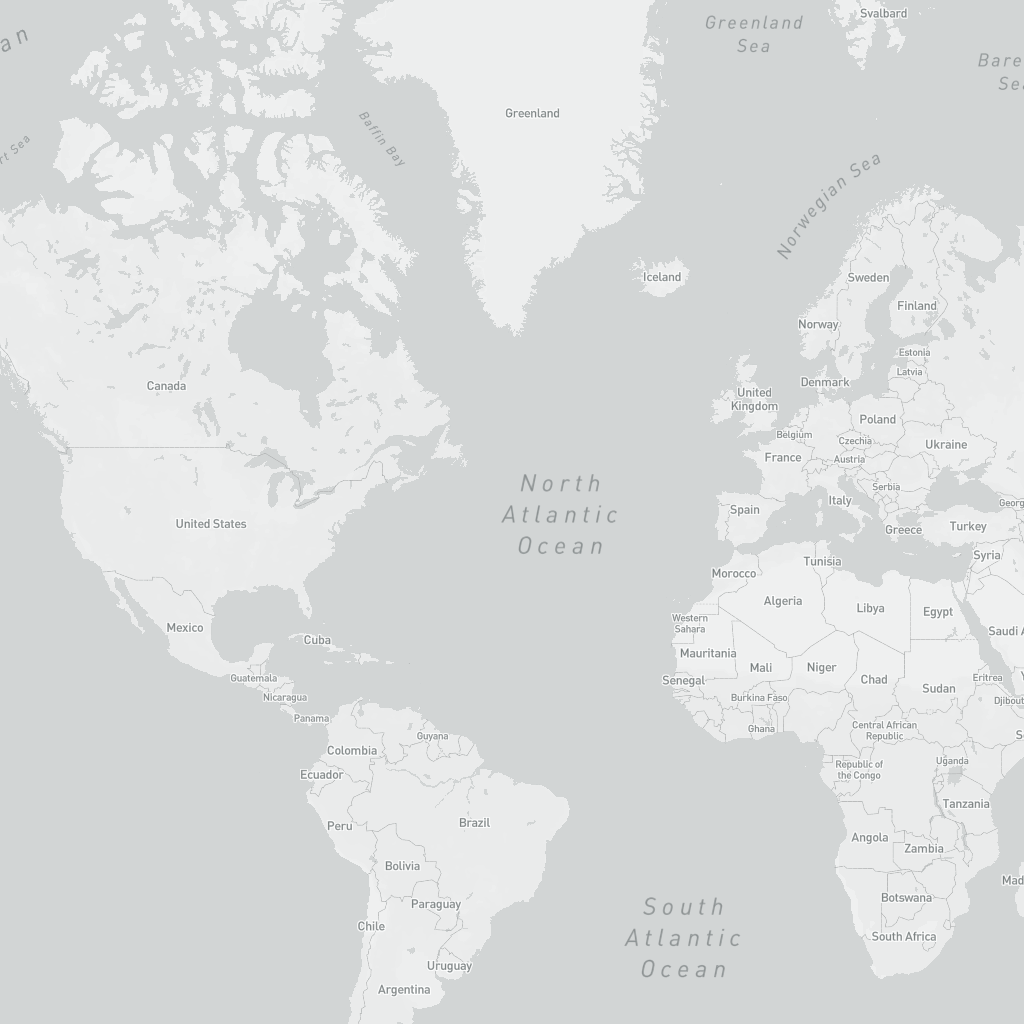 Greenland
Sea
Svalbard
an
Bare
Sea
Greenland
Baffin Bay
rt Sea
Norwegian Sea
Iceland
Sweden
Finland
Norway
Estonia
Latvia
Canada
Denmark
United
Kingdom
Poland
Belgium
Czechia
Ukraine
France
Austria
Serbia
North
Atlantic
Ocean
Italy
Georg
Spain
United States
Greece
Turkey
Syria
Tunisia
Morocco
Algeria
Libya
Egypt
Western
Sahara
Mexico
Cuba
Saudi A
Mauritania
Mali
Niger
Chad
Sudan
Eritrea
Y
Guatemala
Senegal
Nicaragua
Burkina Faso
Djibout
Panama
Ghana
Central African
Republic
Guyana
So
Colombia
Uganda
Ecuador
Republic of
the Congo
Tanzania
Peru
Brazil
Angola
Zambia
Bolivia
Mad
Paraguay
Botswana
South
Atlantic
Ocean
Chile
South Africa
Uruguay
Argentina